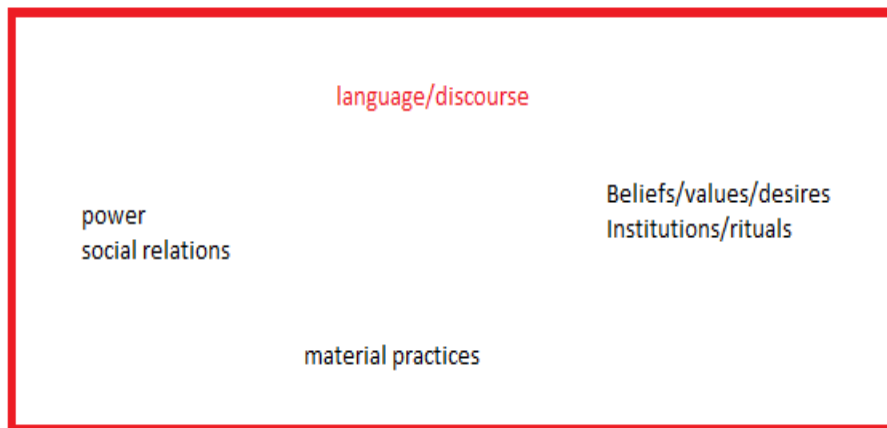 language/discourse
power
social relations
Beliefs/values/desires
Institutions/rituals
material practices